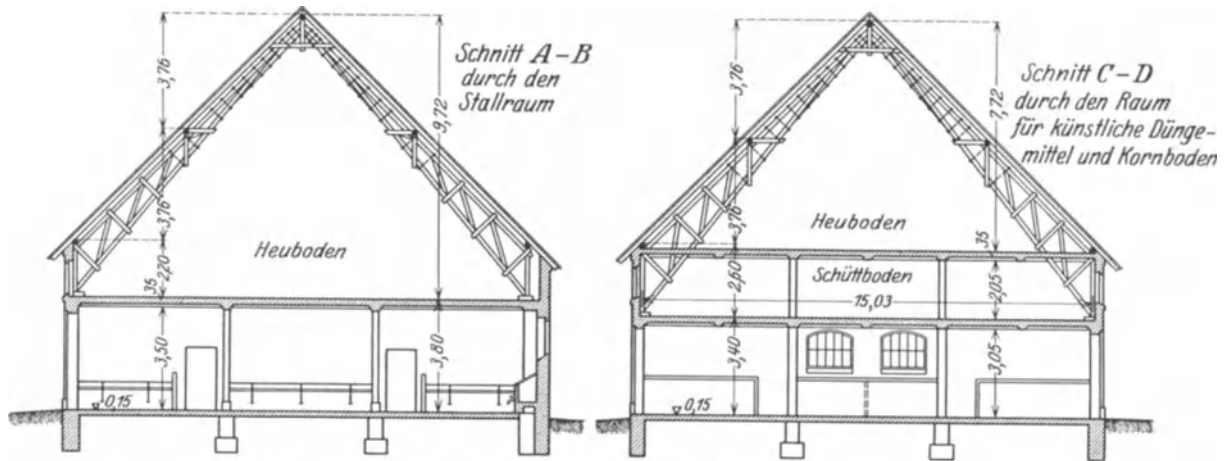 3,76
9,72
Schnitt A–B
durch den
Stallraum
3,76
Heuboden
2,20
35
3,50
3,80
0,15
3,76
7,72
Schnitt C–D
durch den Raum
für künstliche Dünge-
mittel und Kornboden
3,76
Heuboden
35
2,60
Schüttboden
2,05
15,03
3,40
3,05
0,15